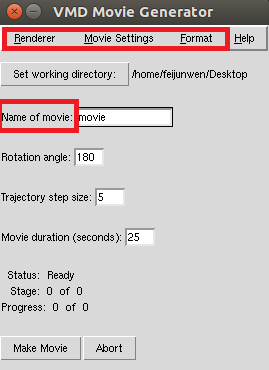 VMD Movie Generator
Renderer Movie Settings Format Help
Set working directory: /home/feijunwen/Desktop
Name of movie: movie
Rotation angle: 180
Trajectory step size: 5
Movie duration (seconds): 25
Status: Ready
Stage: 0 of 0
Progress: 0 of 0
Make Movie Abort